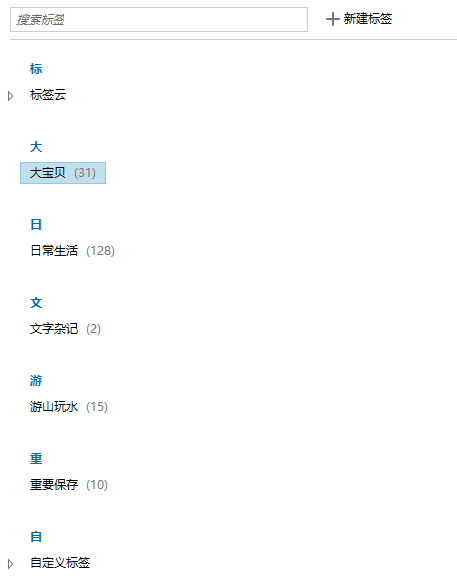 搜索标签
新建标签
标
标签云
大
大宝贝 (31)
日
日常生活 (128)
文
文字杂记 (2)
游
游山玩水 (15)
重
重要保存 (10)
自
自定义标签